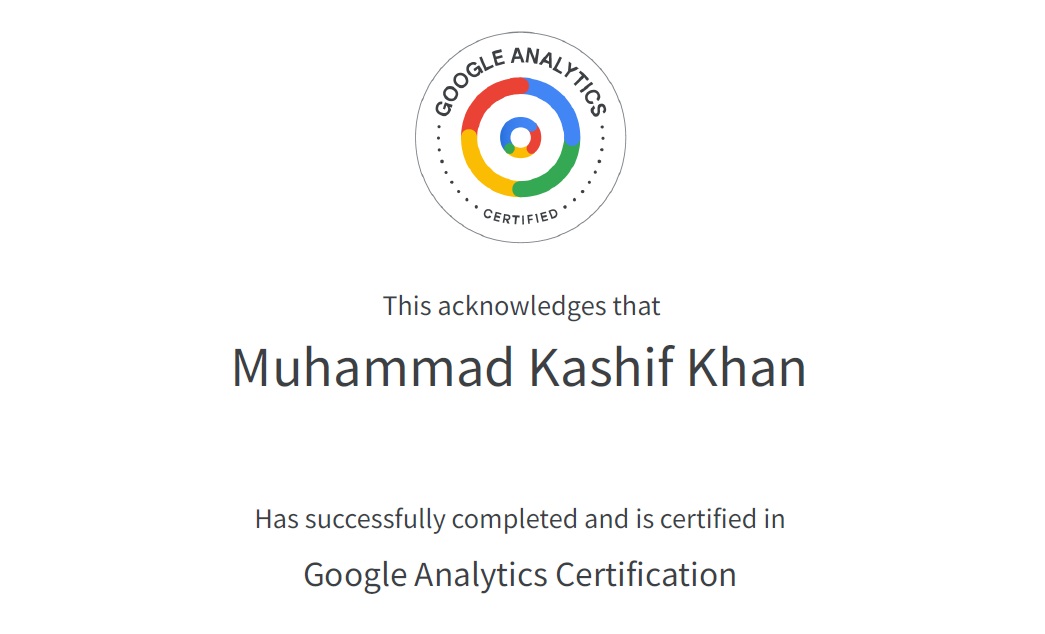 GOOGLE ANALYTICS
CERTIFIED
This acknowledges that
Muhammad Kashif Khan
Has successfully completed and is certified in
Google Analytics Certification